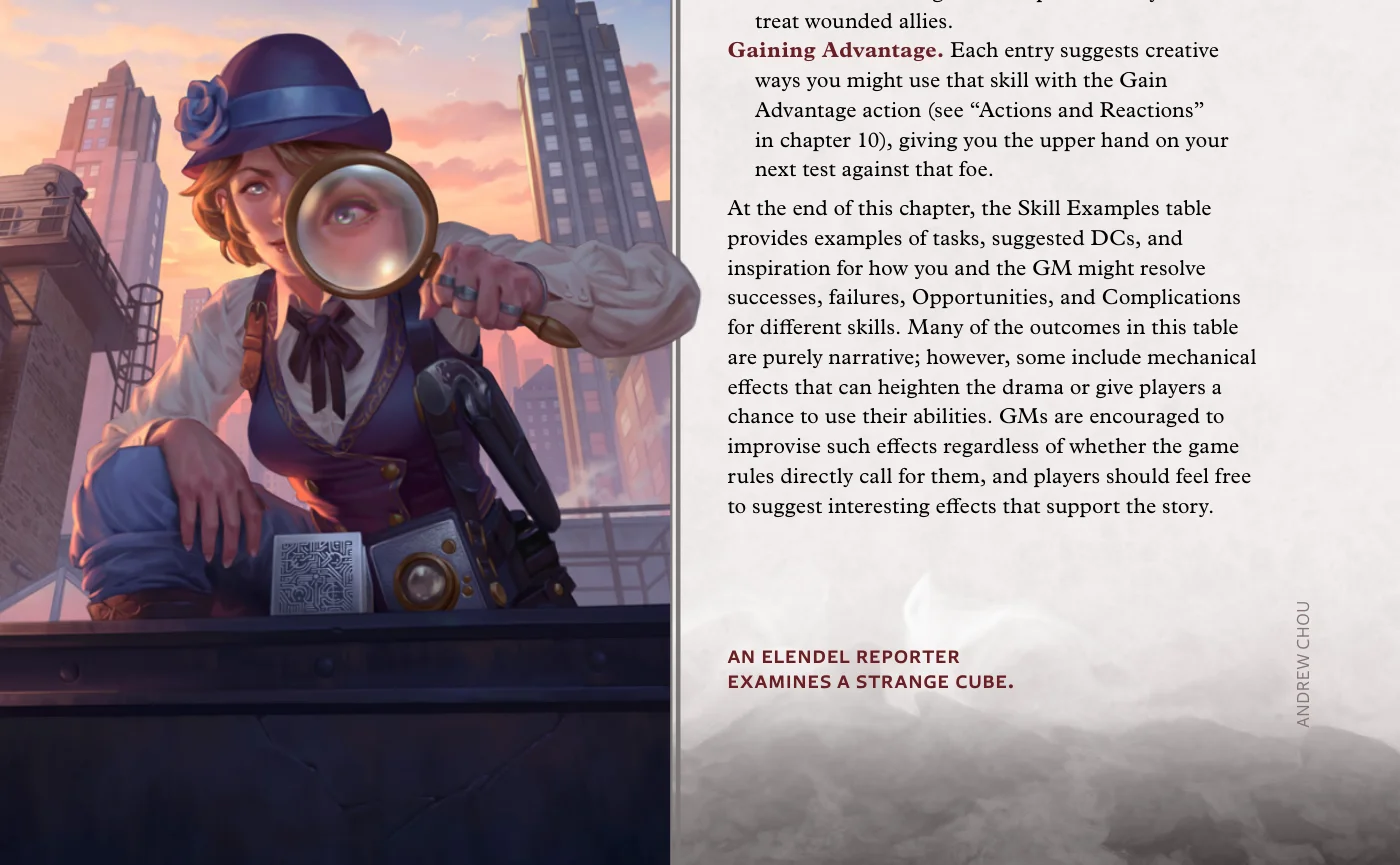 treat wounded allies.
Gaining Advantage. Each entry suggests creative
ways you might use that skill with the Gain
Advantage action (see “Actions and Reactions”
in chapter 10), giving you the upper hand on your
next test against that foe.
At the end of this chapter, the Skill Examples table
provides examples of tasks, suggested DCs, and
inspiration for how you and the GM might resolve
successes, failures, Opportunities, and Complications
for different skills. Many of the outcomes in this table
are purely narrative; however, some include mechanical
effects that can heighten the drama or give players a
chance to use their abilities. GMs are encouraged to
improvise such effects regardless of whether the game
rules directly call for them, and players should feel free
to suggest interesting effects that support the story.
AN ELENDEL REPORTER
EXAMINES A STRANGE CUBE.
ANDREW CHOU